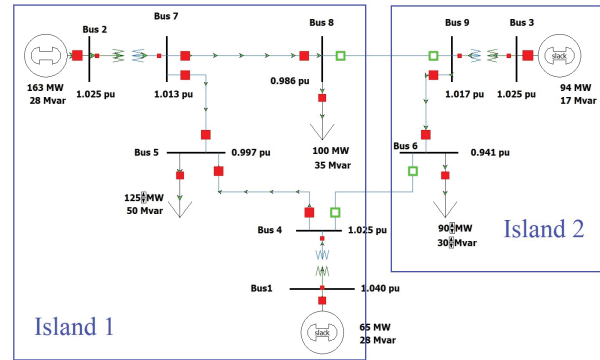 Bus 2
Bus 7
Bus 8
Bus 9
Bus 3
slack
163 MW
28 Mvar
1.025 pu
1.013 pu
0.986 pu
1.017 pu
1.025 pu
94 MW
17 Mvar
Bus 5
0.997 pu
100 MW
35 Mvar
Bus 6
0.941 pu
125 MW
50 Mvar
Bus 4
1.025 pu
90 MW
30 Mvar
Island 2
Bus1
1.040 pu
Island 1
slack
65 MW
28 Mvar